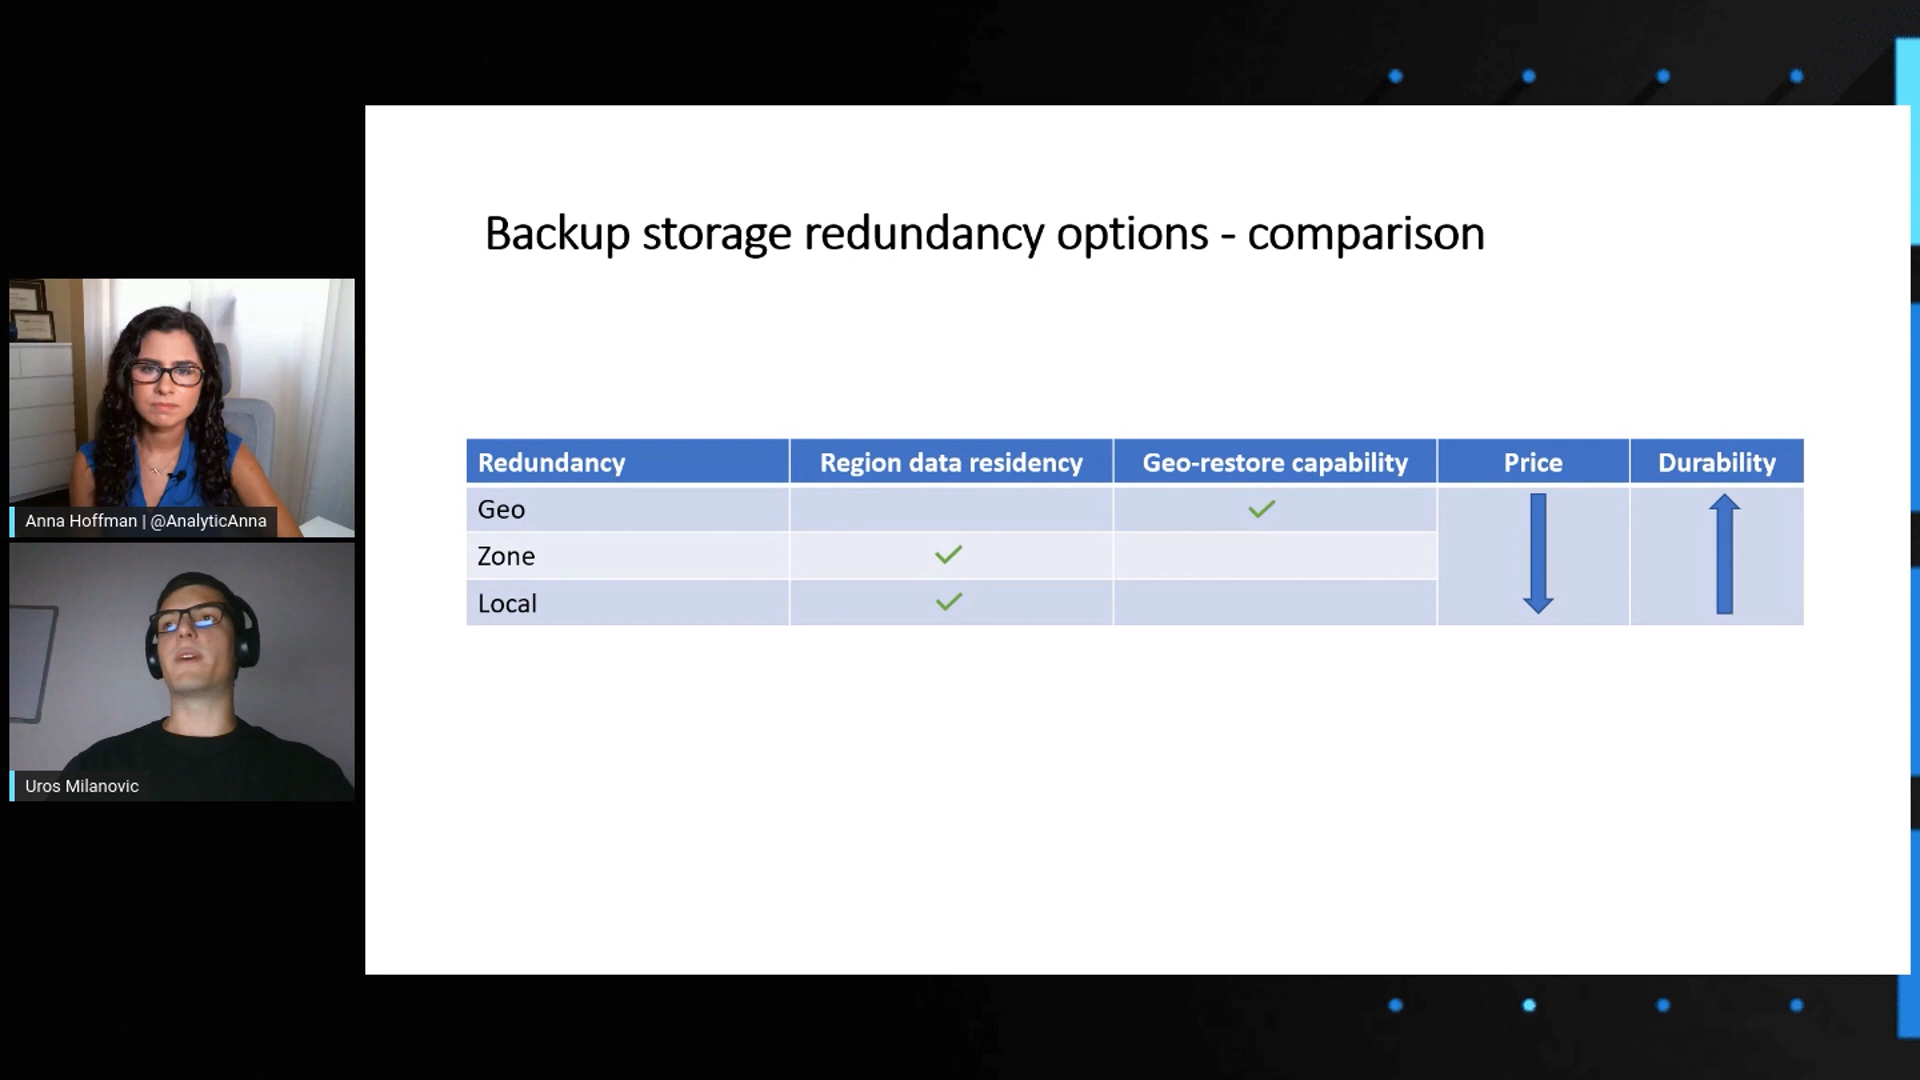 Backup storage redundancy options - comparison
Redundancy Region data residency Geo-restore capability Price Durability
Geo
Zone
Local
Anna Hoffman | @AnalyticAnna
Uros Milanovic